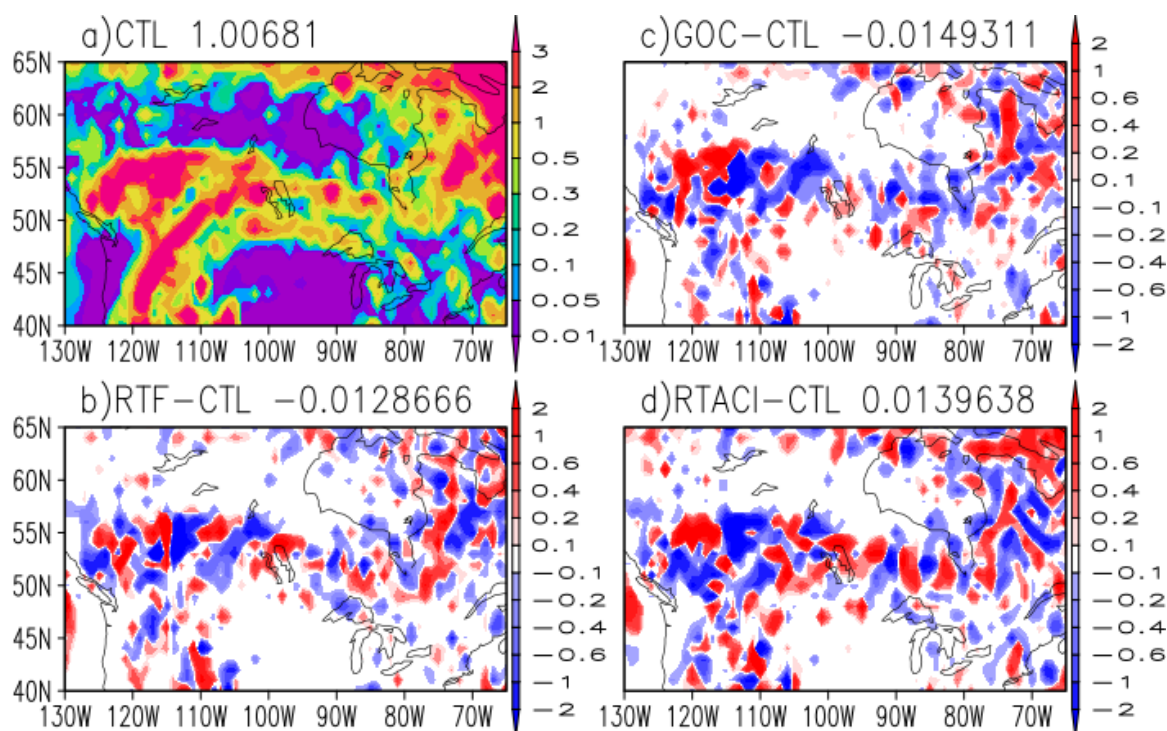 a)CTL 1.00681
65N
60N
55N
50N
45N
40N
130W 120W 110W 100W 90W 80W 70W
3
2
1
0.5
0.3
0.2
0.1
0.05
0.01
c)GOC-CTL -0.0149311
130W 120W 110W 100W 90W 80W 70W
2
1
0.6
0.4
0.2
0.1
-0.1
-0.2
-0.4
-0.6
-1
-2
b)RTF-CTL -0.0128666
65N
60N
55N
50N
45N
40N
130W 120W 110W 100W 90W 80W 70W
2
1
0.6
0.4
0.2
0.1
-0.1
-0.2
-0.4
-0.6
-1
-2
d)RTACI-CTL 0.0139638
130W 120W 110W 100W 90W 80W 70W
2
1
0.6
0.4
0.2
0.1
-0.1
-0.2
-0.4
-0.6
-1
-2